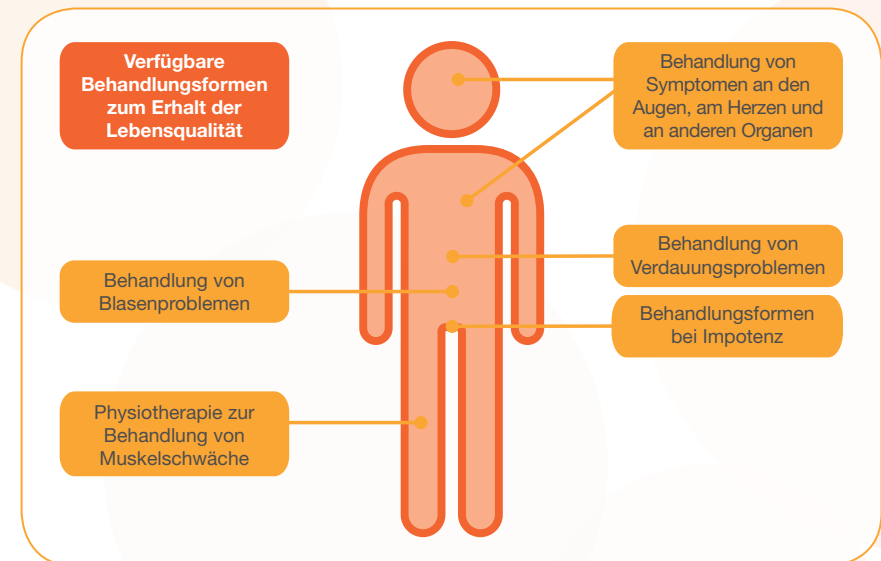 Verfügbare
Behandlungsformen
zum Erhalt der
Lebensqualität
Behandlung von
Symptomen an den
Augen, am Herzen und
an anderen Organen
Behandlung von
Verdauungsproblemen
Behandlung von
Blasenproblemen
Behandlungsformen
bei Impotenz
Physiotherapie zur
Behandlung von
Muskelschwäche